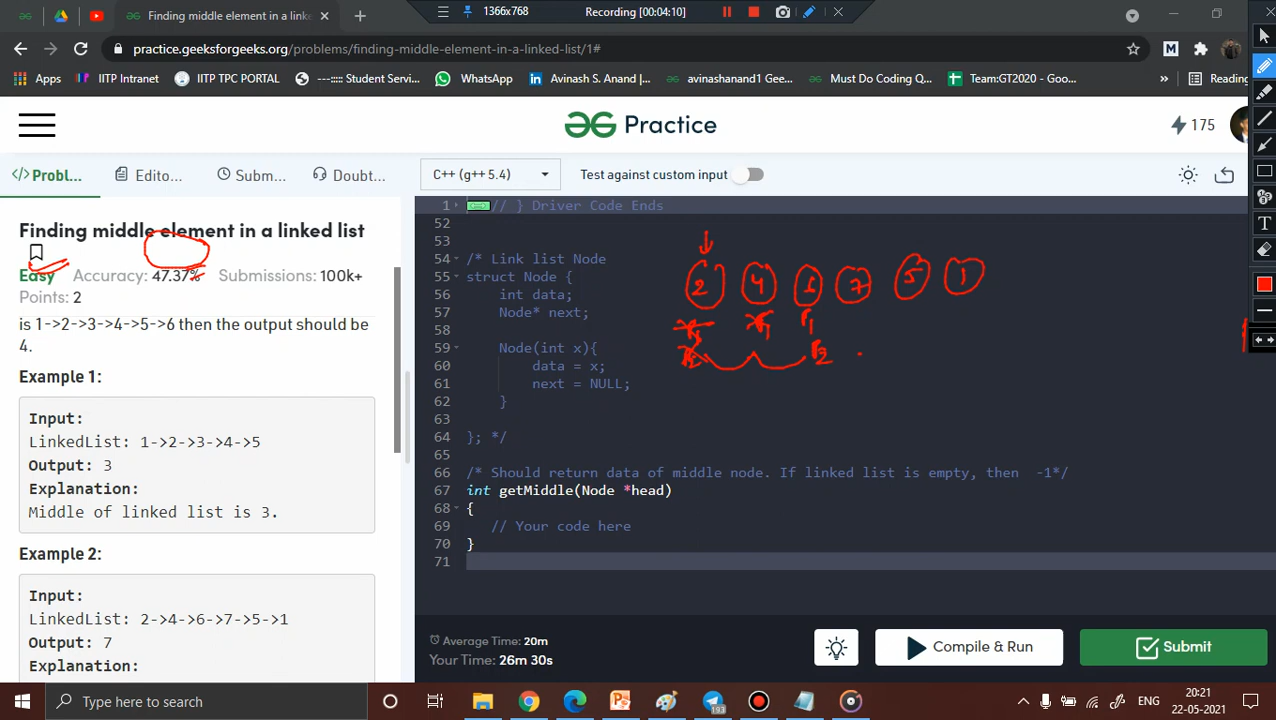 1366x768
Recording [00:04:10]
Finding middle element in a linke
practice.geeksforgeeks.org/problems/finding-middle-element-in-a-linked-list/1#
Apps
IITP Intranet
IITP TPC PORTAL
---::::: Student Servi...
WhatsApp
Avinash S. Anand |...
avinashanand1 Gee...
Must Do Coding Q...
Team:GT2020 - Goo...
»
Reading
Practice
175
</> Probl...
Edito...
Subm...
Doubt...
C++ (g++ 5.4)
Test against custom input
Finding middle element in a linked list
Easy Accuracy: 47.37% Submissions: 100k+
Points: 2
is 1->2->3->4->5->6 then the output should be
4.
Example 1:
Input:
LinkedList: 1->2->3->4->5
Output: 3
Explanation:
Middle of linked list is 3.
Example 2:
Input:
LinkedList: 2->4->6->7->5->1
Output: 7
Explanation:
1 // } Driver Code Ends
52
53
54 /* Link list Node
55 struct Node {
56 int data;
57 Node* next;
58
59 Node(int x){
60 data = x;
61 next = NULL;
62 }
63
64 }; */
65
66 /* Should return data of middle node. If linked list is empty, then -1*/
67 int getMiddle(Node *head)
68 {
69 // Your code here
70 }
71
2 4 6 7 5 1
P1
P2
Average Time: 20m
Your Time: 26m 30s
Compile & Run
Submit
Type here to search
193
ENG
20:21
22-05-2021